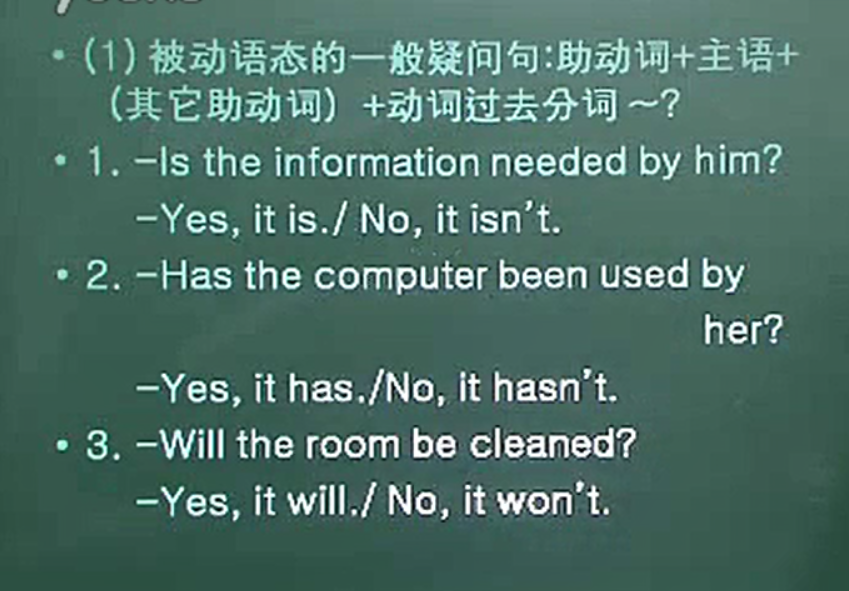 • (1) 被动语态的一般疑问句:助动词+主语+
(其它助动词) +动词过去分词 ~?
• 1. -Is the information needed by him?
-Yes, it is./ No, it isn't.
• 2. -Has the computer been used by
her?
-Yes, it has./No, it hasn't.
• 3. -Will the room be cleaned?
-Yes, it will./ No, it won't.